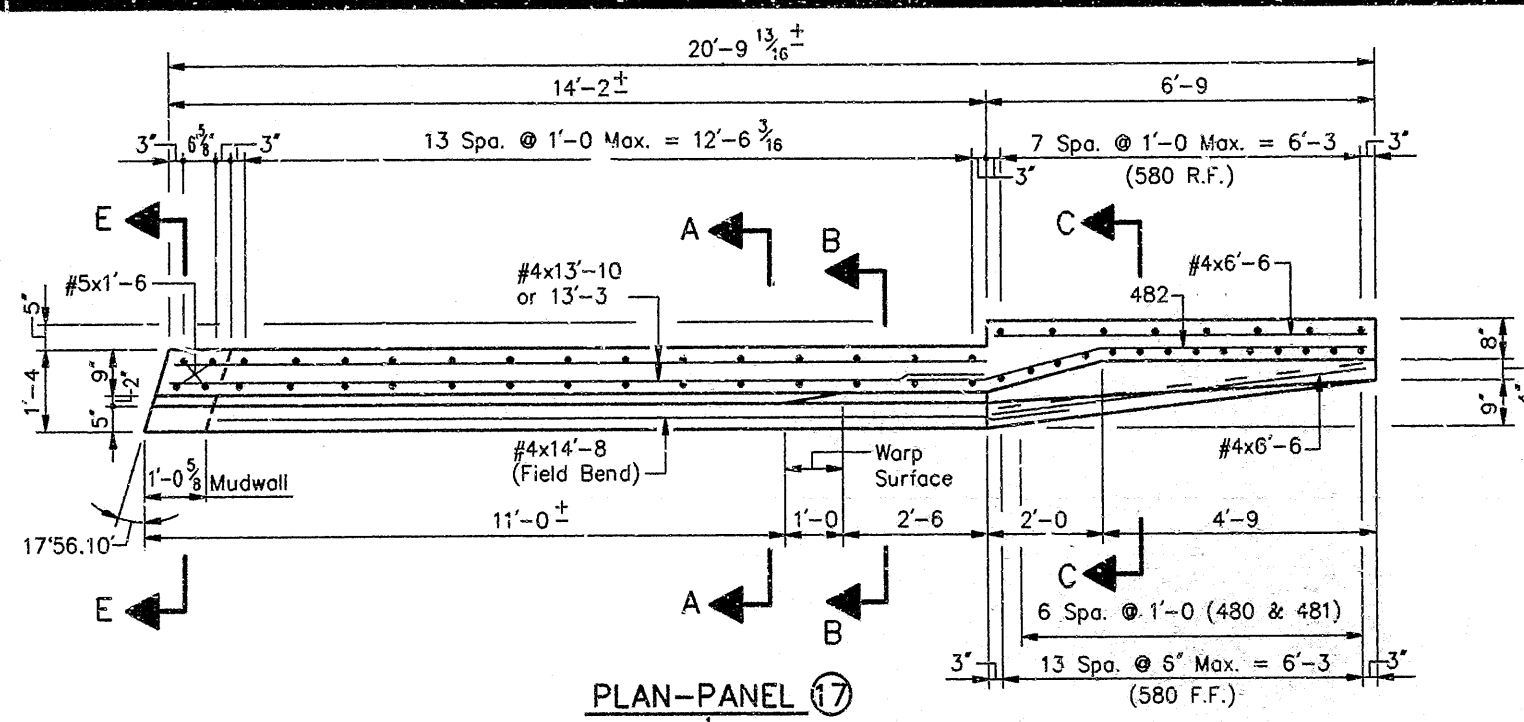 20'-9 13/16 ±
14'-2 ±
6'-9
3" 6 5/8" 3" 13 Spa. @ 1'-0 Max. = 12'-6 3/16 3" 7 Spa. @ 1'-0 Max. = 6'-3 3"
(580 R.F.)
E A B C
#5x1'-6
#4x13'-10
or 13'-3
#4x6'-6
482
5"
1'-4
9"
2"
5"
8"
9"
#4x14'-8
(Field Bend)
Warp
Surface
#4x6'-6
1'-0 5/8 Mudwall
11'-0 ± 1'-0 2'-6 2'-0 4'-9
17°56.10'
E A B C
6 Spa. @ 1'-0 (480 & 481)
3" 13 Spa. @ 6" Max. = 6'-3 3"
(580 F.F.)
PLAN-PANEL 17